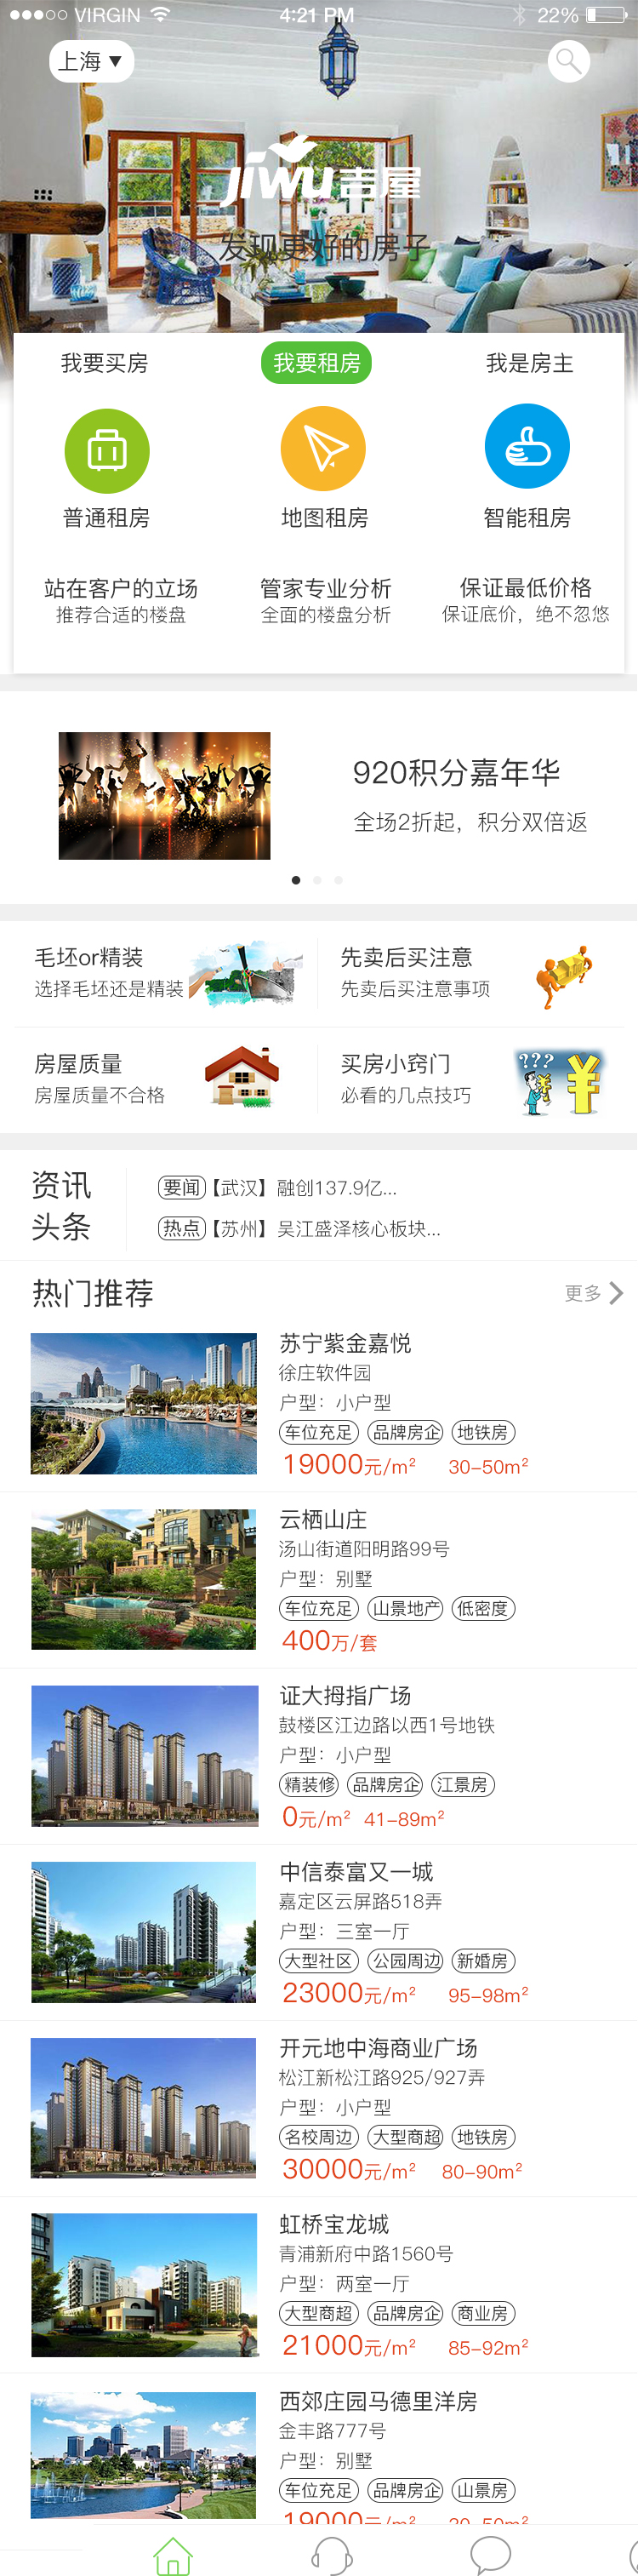 VIRGIN 4:21 PM 22%
上海 ▼
JIWU吉屋
发现更好的房子
我要买房 我要租房 我是房主
普通租房 地图租房 智能租房
站在客户的立场 管家专业分析 保证最低价格
推荐合适的楼盘 全面的楼盘分析 保证底价，绝不忽悠
920积分嘉年华
全场2折起，积分双倍返
毛坯or精装 先卖后买注意
选择毛坯还是精装 先卖后买注意事项
房屋质量 买房小窍门
房屋质量不合格 必看的几点技巧
???
资讯
头条
要闻【武汉】融创137.9亿...
热点【苏州】吴江盛泽核心板块...
热门推荐 更多
苏宁紫金嘉悦
徐庄软件园
户型：小户型
车位充足 品牌房企 地铁房
19000元/m² 30-50m²
云栖山庄
汤山街道阳明路99号
户型：别墅
车位充足 山景地产 低密度
400万/套
证大拇指广场
鼓楼区江边路以西1号地铁
户型：小户型
精装修 品牌房企 江景房
0元/m² 41-89m²
中信泰富又一城
嘉定区云屏路518弄
户型：三室一厅
大型社区 公园周边 新婚房
23000元/m² 95-98m²
开元地中海商业广场
松江新松江路925/927弄
户型：小户型
名校周边 大型商超 地铁房
30000元/m² 80-90m²
虹桥宝龙城
青浦新府中路1560号
户型：两室一厅
大型商超 品牌房企 商业房
21000元/m² 85-92m²
西郊庄园马德里洋房
金丰路777号
户型：别墅
车位充足 品牌房企 山景房
19000元/m² 30-50m²